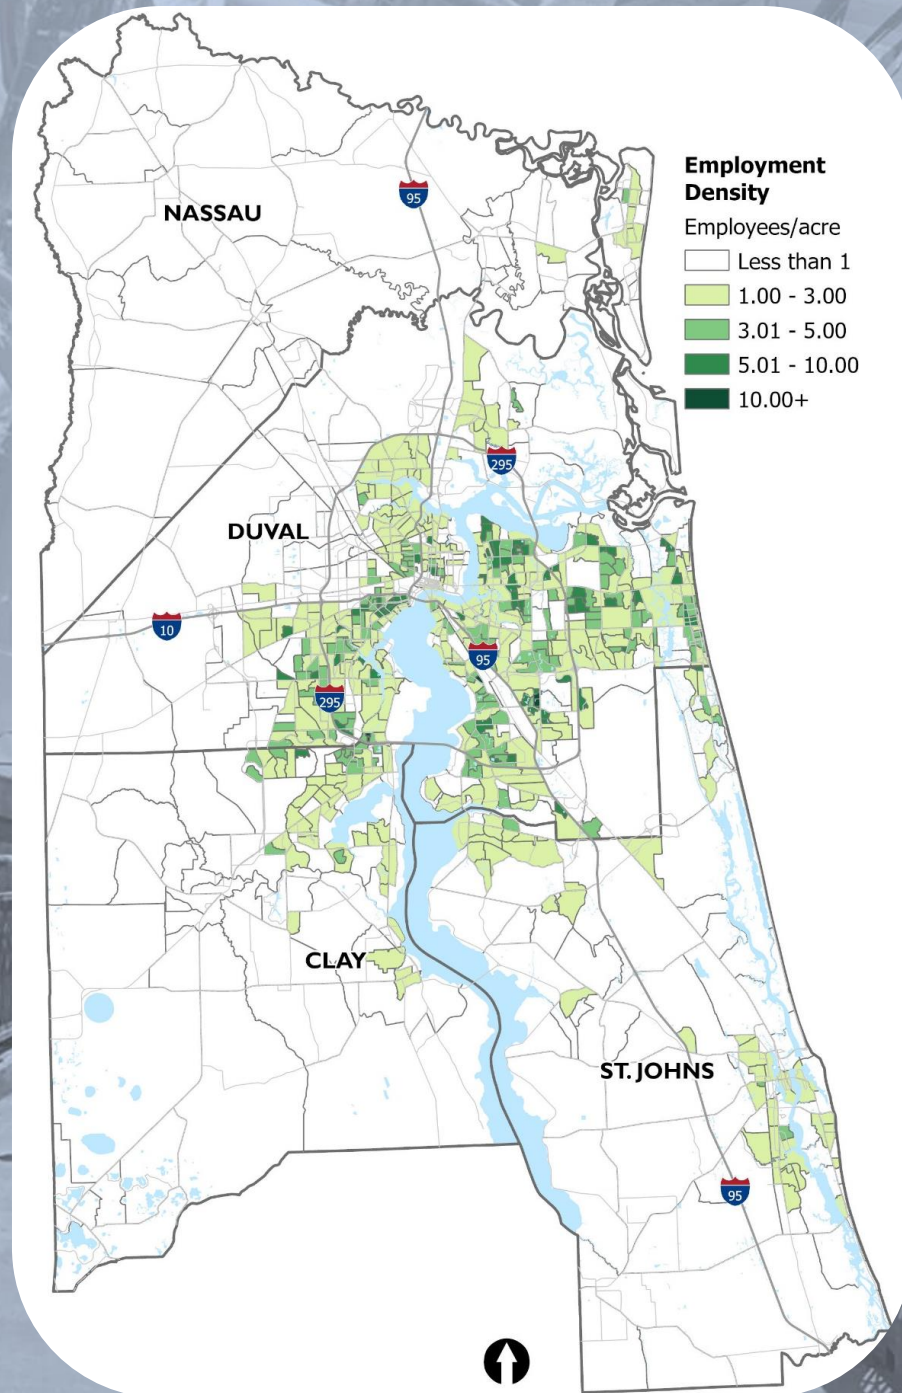 Employment
Density
Employees/acre
Less than 1
1.00 - 3.00
3.01 - 5.00
5.01 - 10.00
10.00+
95
NASSAU
295
DUVAL
10
95
295
CLAY
ST. JOHNS
95